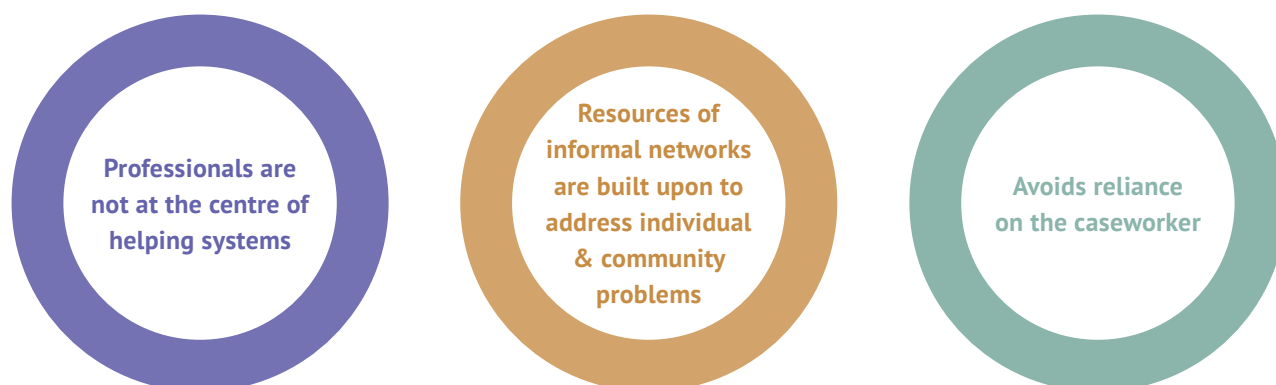 Professionals are
not at the centre of
helping systems
Resources of
informal networks
are built upon to
address individual
& community
problems
Avoids reliance
on the caseworker